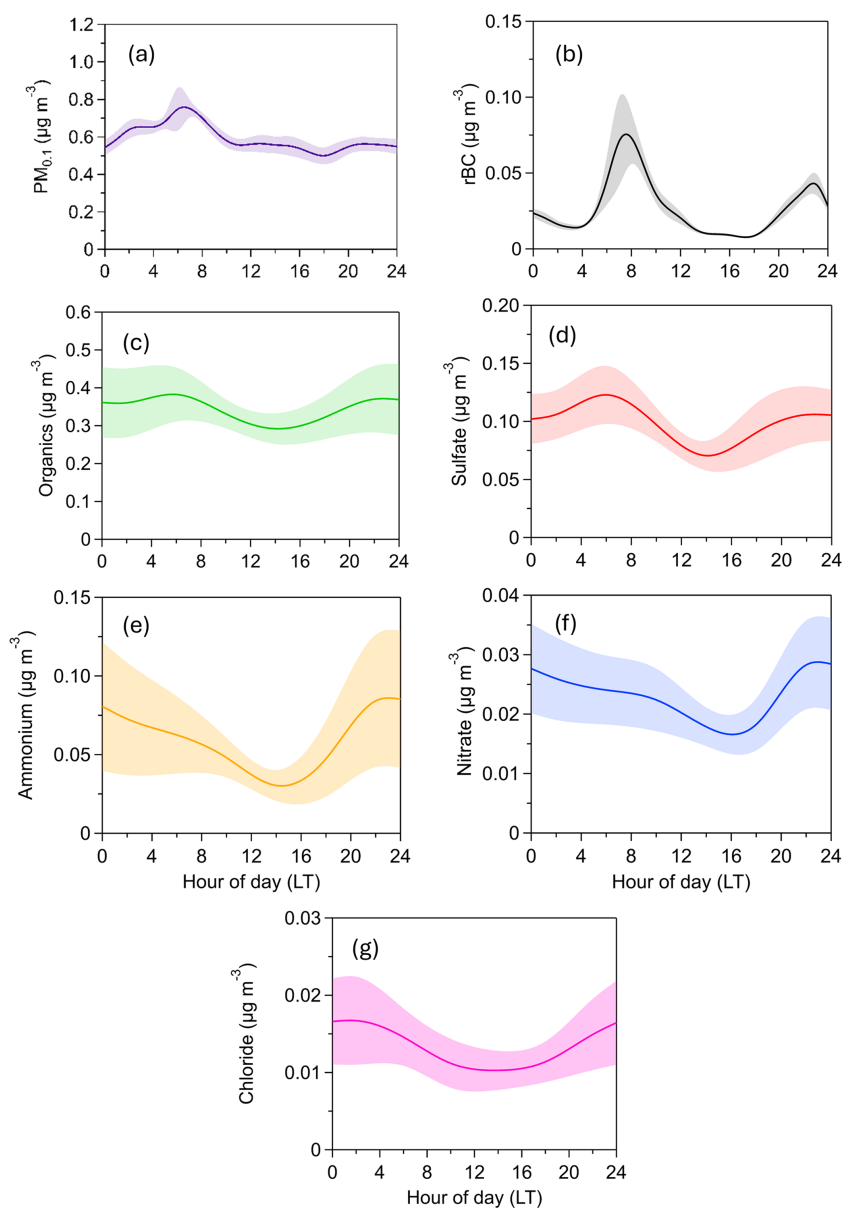 (a)
PM0.1 (µg m−3)
1.2
1.0
0.8
0.6
0.4
0.2
0
0 4 8 12 16 20 24
(b)
rBC (µg m−3)
0.15
0.10
0.05
0
0 4 8 12 16 20 24
(c)
Organics (µg m−3)
0.6
0.5
0.4
0.3
0.2
0.1
0
0 4 8 12 16 20 24
(d)
Sulfate (µg m−3)
0.20
0.15
0.10
0.05
0
0 4 8 12 16 20 24
(e)
Ammonium (µg m−3)
0.15
0.10
0.05
0
0 4 8 12 16 20 24
Hour of day (LT)
(f)
Nitrate (µg m−3)
0.04
0.03
0.02
0.01
0
0 4 8 12 16 20 24
Hour of day (LT)
(g)
Chloride (µg m−3)
0.03
0.02
0.01
0
0 4 8 12 16 20 24
Hour of day (LT)